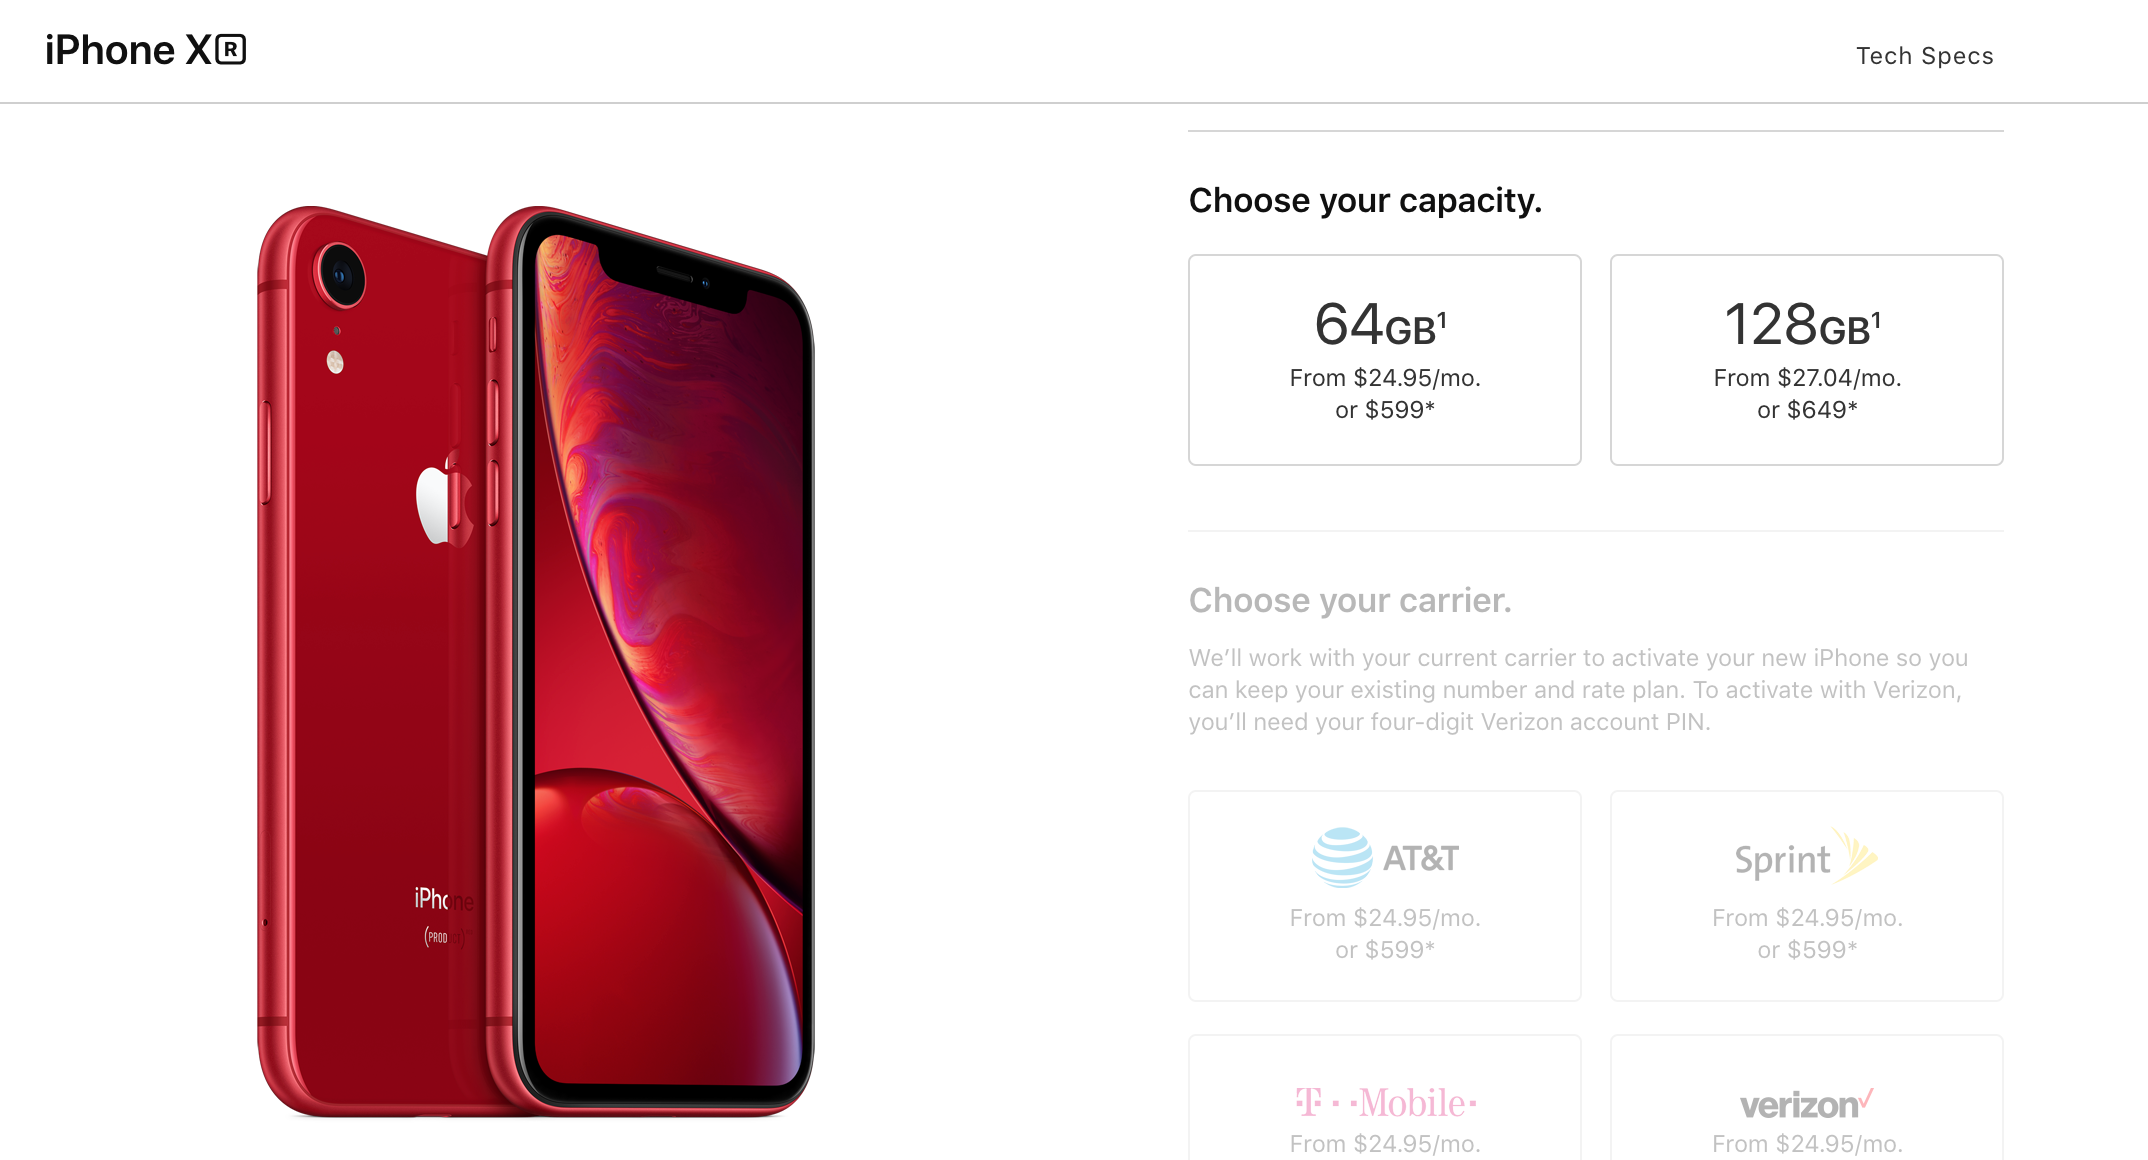 iPhone XR
Tech Specs
Choose your capacity.
64GB¹
From $24.95/mo.
or $599*
128GB¹
From $27.04/mo.
or $649*
Choose your carrier.
We’ll work with your current carrier to activate your new iPhone so you
can keep your existing number and rate plan. To activate with Verizon,
you’ll need your four-digit Verizon account PIN.
AT&T
From $24.95/mo.
or $599*
Sprint
From $24.95/mo.
or $599*
T··Mobile·
From $24.95/mo.
verizon✓
From $24.95/mo.
iPhone
(PRODUCT)